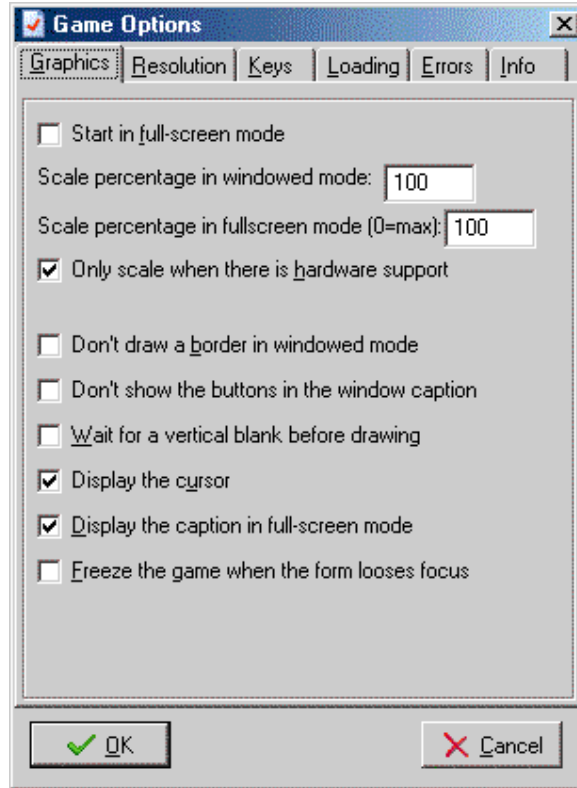 Game Options
Graphics Resolution Keys Loading Errors Info
Start in full-screen mode
Scale percentage in windowed mode: 100
Scale percentage in fullscreen mode (0=max): 100
Only scale when there is hardware support
Don't draw a border in windowed mode
Don't show the buttons in the window caption
Wait for a vertical blank before drawing
Display the cursor
Display the caption in full-screen mode
Freeze the game when the form looses focus
OK Cancel